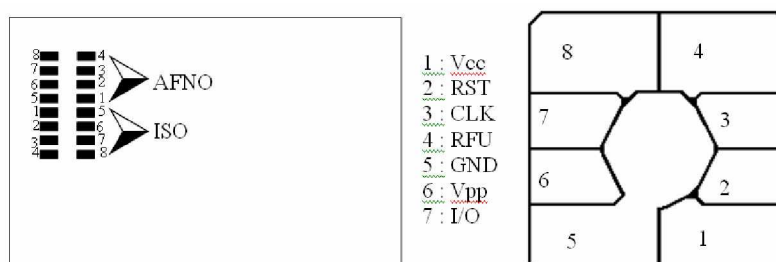 8 4
7 3
6 2
5 1
AFNO
1 5
2 6
3 7
4 8
ISO
1 : Vcc
2 : RST
3 : CLK
4 : RFU
5 : GND
6 : Vpp
7 : I/O
8 4
7 3
6 2
5 1